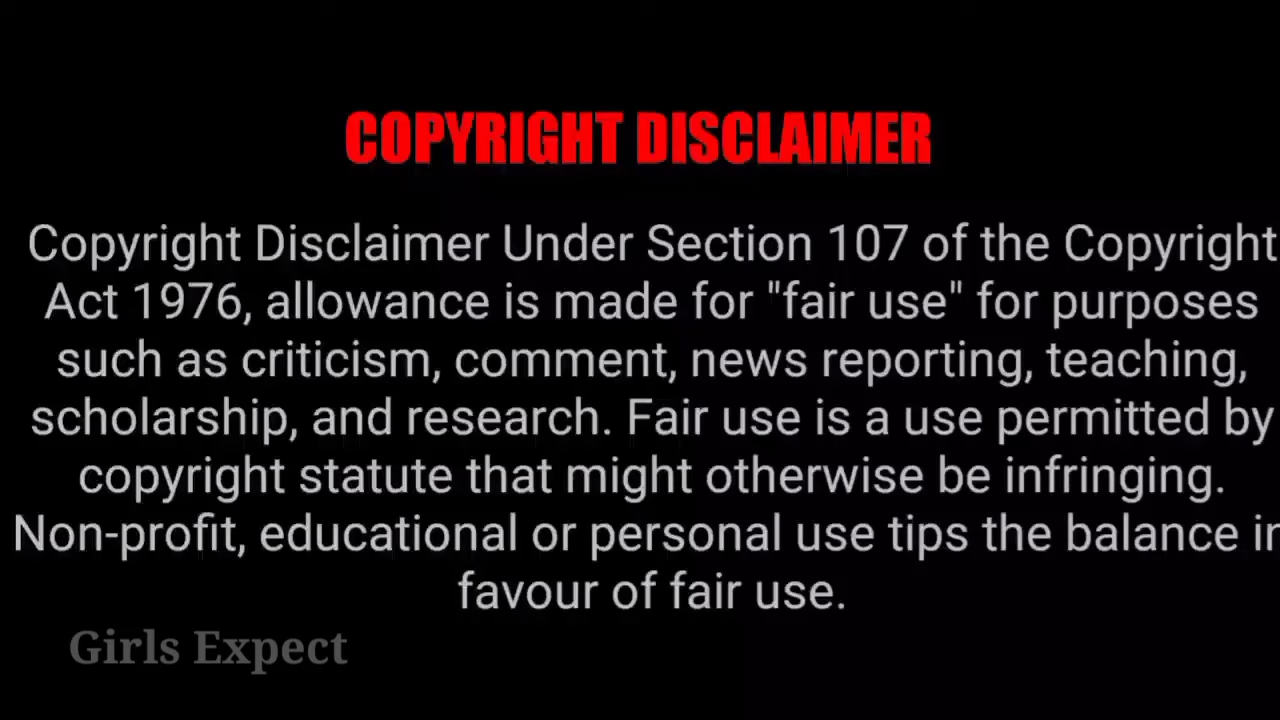 COPYRIGHT DISCLAIMER
Copyright Disclaimer Under Section 107 of the Copyright
Act 1976, allowance is made for "fair use" for purposes
such as criticism, comment, news reporting, teaching,
scholarship, and research. Fair use is a use permitted by
copyright statute that might otherwise be infringing.
Non-profit, educational or personal use tips the balance in
favour of fair use.
Girls Expect